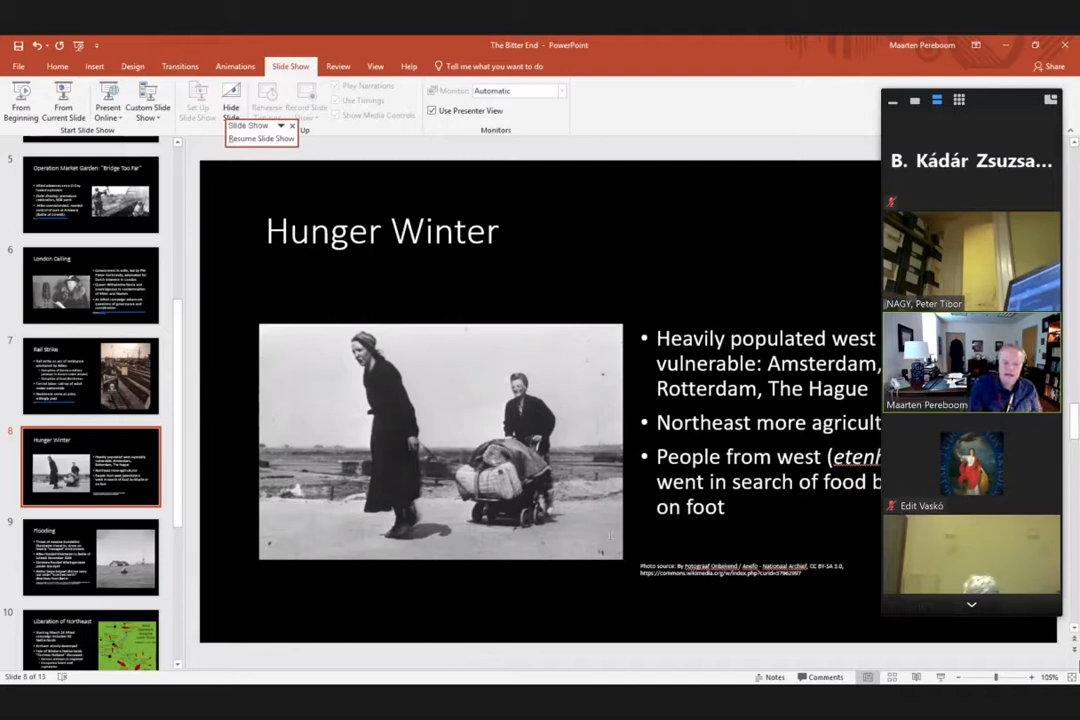 The Bitter End - PowerPoint
Maarten Pereboom
File Home Insert Design Transitions Animations Slide Show Review View Help Tell me what you want to do
Share
From Beginning
From Current Slide
Present Online
Custom Slide Show
Set Up Slide Show
Hide Slide
Rehearse
Record Slide Show
Play Narrations
Use Timings
Show Media Controls
Monitor: Automatic
Use Presenter View
Start Slide Show
Up
Monitors
Slide Show
Resume Slide Show
5
Operation Market Garden: "Bridge Too Far"
6
London Calling
7
Rail Strike
8
Hunger Winter
9
Flooding
10
Liberation of Northeast
Hunger Winter
• Heavily populated west
vulnerable: Amsterdam,
Rotterdam, The Hague
• Northeast more agricult
• People from west (etenh
went in search of food b
on foot
Photo source: By Fotograaf Onbekend / Anefo - Nationaal Archief, CC BY-SA 3.0,
https://commons.wikimedia.org/w/index.php?curid=37962997
B. Kádár Zsuzsa...
NAGY, Peter Tibor
Maarten Pereboom
Edit Vaskó
Slide 8 of 13
Notes
Comments
105%